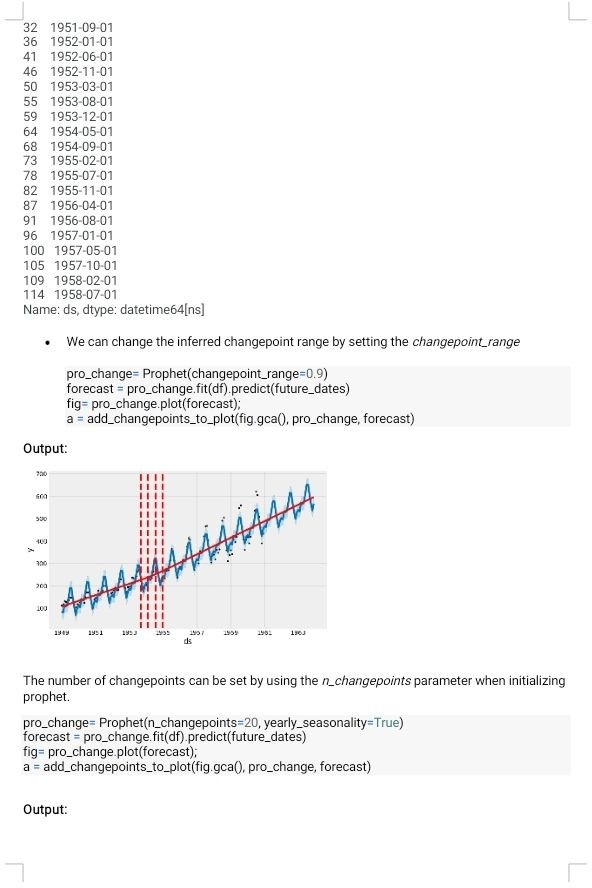 32 1951-09-01
36 1952-01-01
41 1952-06-01
46 1952-11-01
50 1953-03-01
55 1953-08-01
59 1953-12-01
64 1954-05-01
68 1954-09-01
73 1955-02-01
78 1955-07-01
82 1955-11-01
87 1956-04-01
91 1956-08-01
96 1957-01-01
100 1957-05-01
105 1957-10-01
109 1958-02-01
114 1958-07-01
Name: ds, dtype: datetime64[ns]
• We can change the inferred changepoint range by setting the changepoint_range
pro_change= Prophet(changepoint_range=0.9)
forecast = pro_change.fit(df).predict(future_dates)
fig= pro_change.plot(forecast);
a = add_changepoints_to_plot(fig.gca(), pro_change, forecast)
Output:
700
600
500
y
400
300
200
100
1949 1951 1953 1955 1957 1959 1961 1963
ds
The number of changepoints can be set by using the n_changepoints parameter when initializing
prophet.
pro_change= Prophet(n_changepoints=20, yearly_seasonality=True)
forecast = pro_change.fit(df).predict(future_dates)
fig= pro_change.plot(forecast);
a = add_changepoints_to_plot(fig.gca(), pro_change, forecast)
Output: